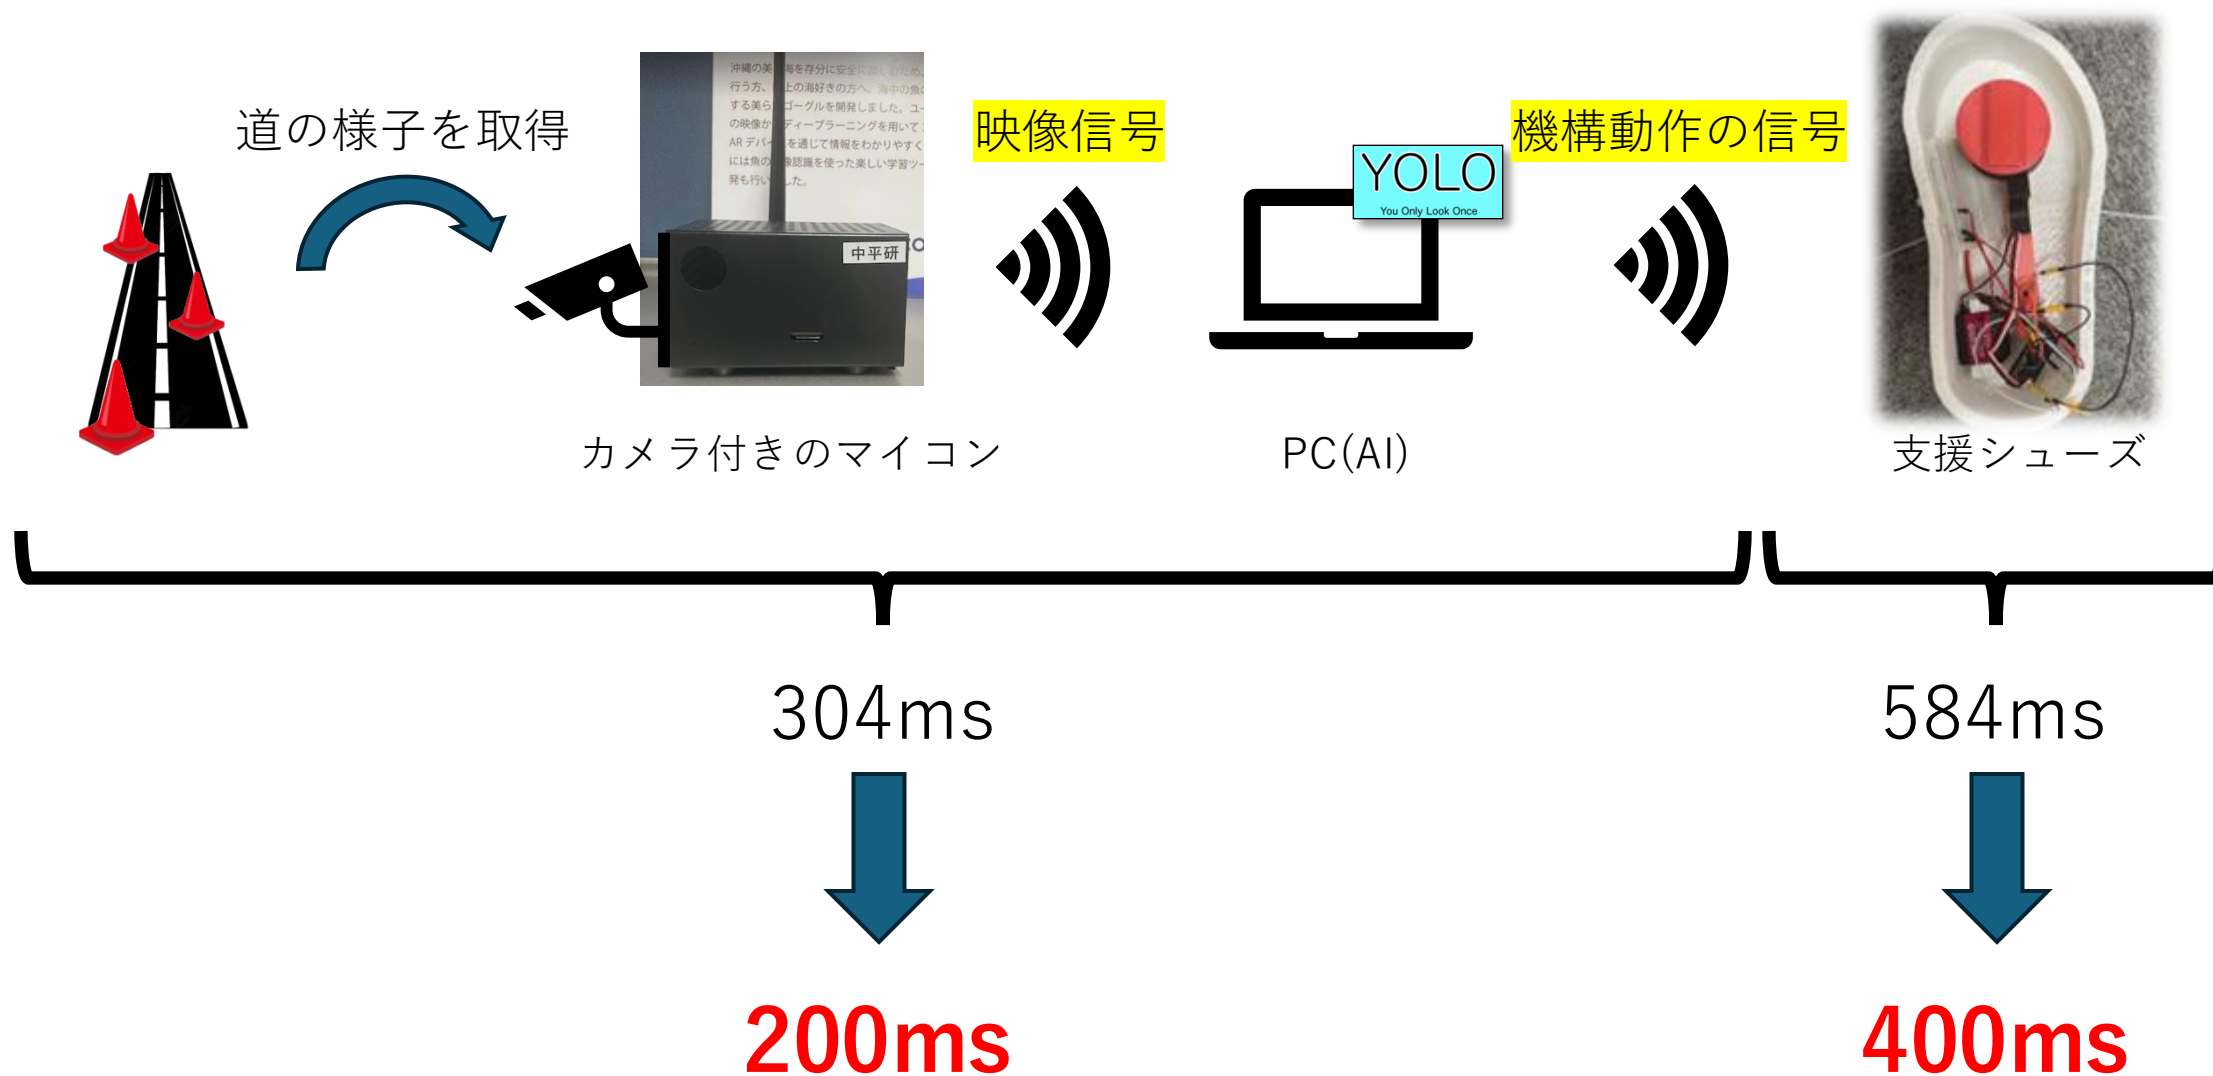 道の様子を取得
映像信号
機構動作の信号
YOLO
You Only Look Once
中平研
カメラ付きのマイコン
PC(AI)
支援シューズ
304ms
584ms
200ms
400ms